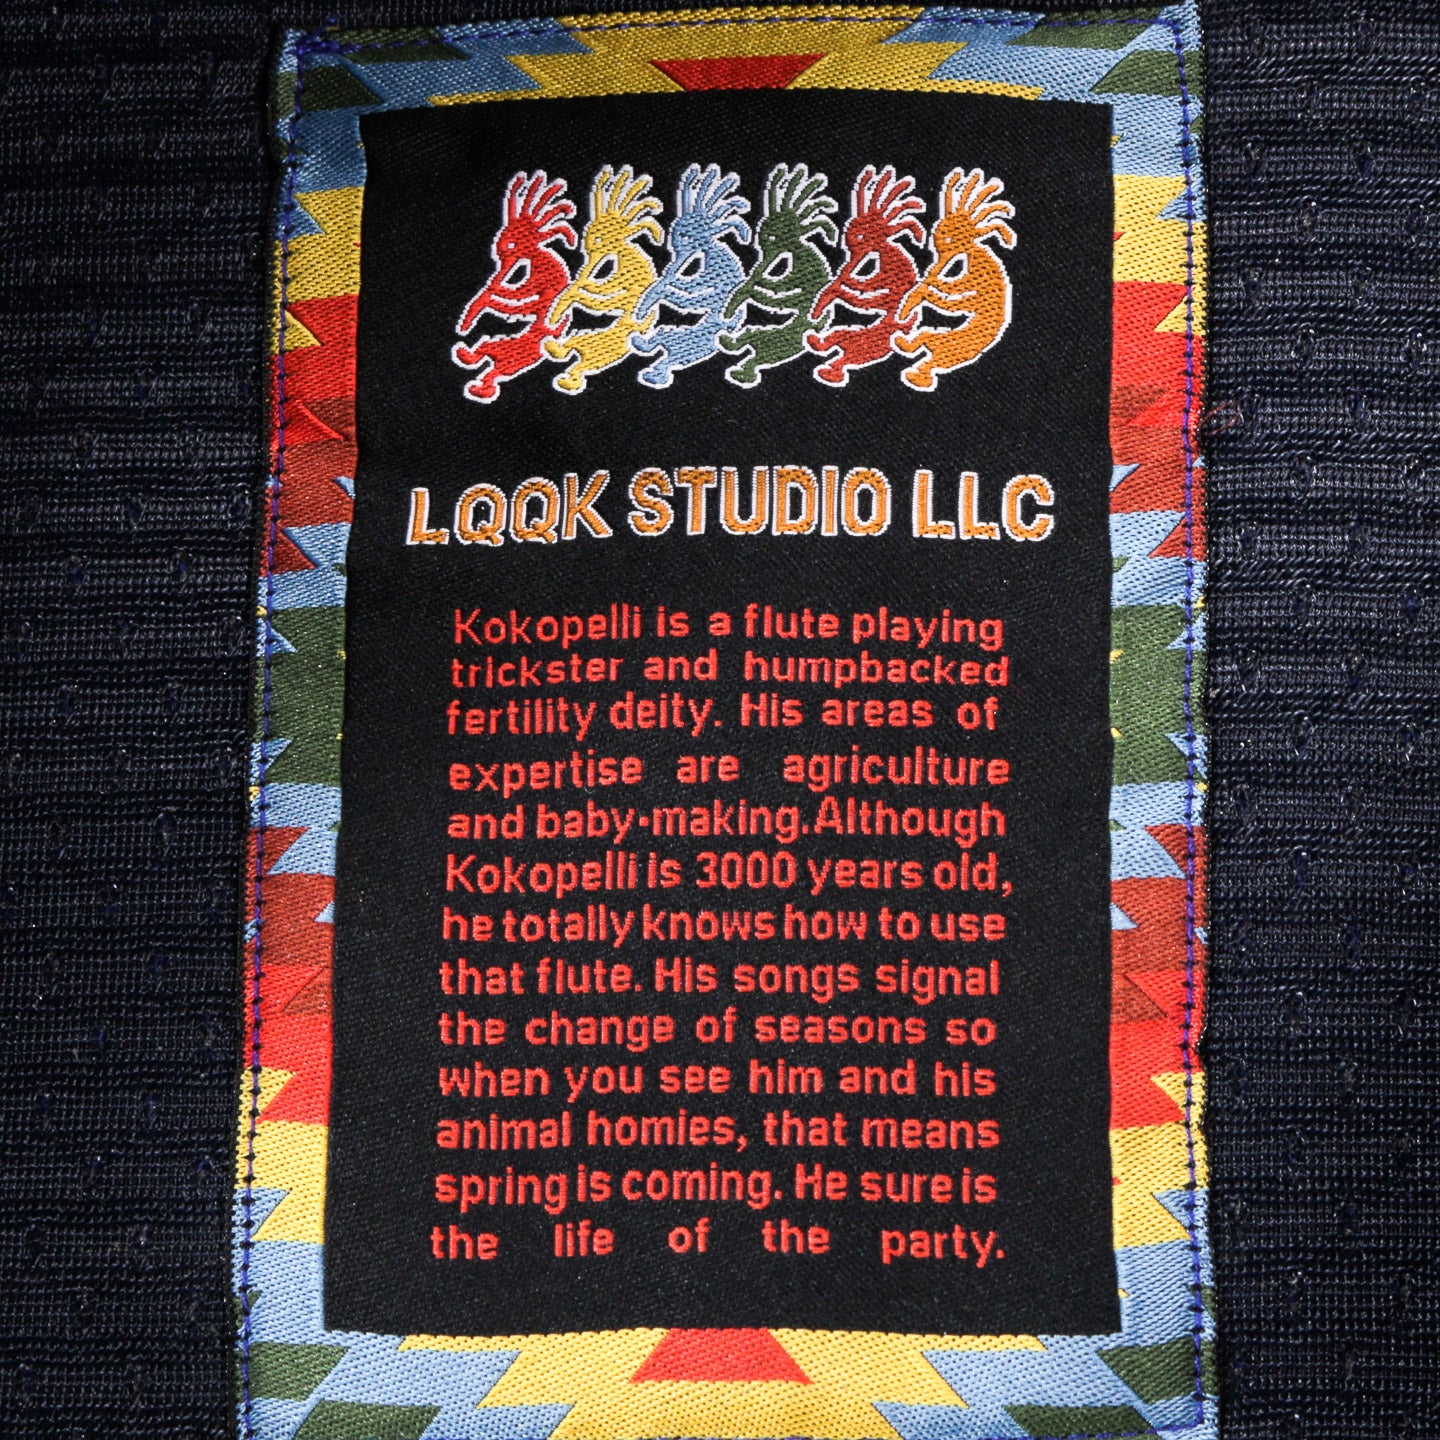 LQQK STUDIO LLC
Kokopelli is a flute playing
trickster and humpbacked
fertility deity. His areas of
expertise are agriculture
and baby-making. Although
Kokopelli is 3000 years old,
he totally knows how to use
that flute. His songs signal
the change of seasons so
when you see him and his
animal homies, that means
spring is coming. He sure is
the life of the party.